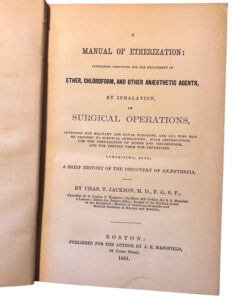 A
MANUAL OF ETHERIZATION:
CONTAINING DIRECTIONS FOR THE EMPLOYMENT OF
ETHER, CHLOROFORM, AND OTHER ANÆSTHETIC AGENTS,
BY INHALATION,
IN
SURGICAL OPERATIONS,
INTENDED FOR MILITARY AND NAVAL SURGEONS, AND ALL WHO MAY
BE EXPOSED TO SURGICAL OPERATIONS; WITH INSTRUCTIONS
FOR THE PREPARATION OF ETHER AND CHLOROFORM,
AND FOR TESTING THEM FOR IMPURITIES.
COMPRISING, ALSO,
A BRIEF HISTORY OF THE DISCOVERY OF ANÆSTHESIA.
BY CHAS. T. JACKSON, M. D., F. G. S. F.,
BOSTON:
PUBLISHED FOR THE AUTHOR BY J. B. MANSFIELD,
Court Street.
1861.